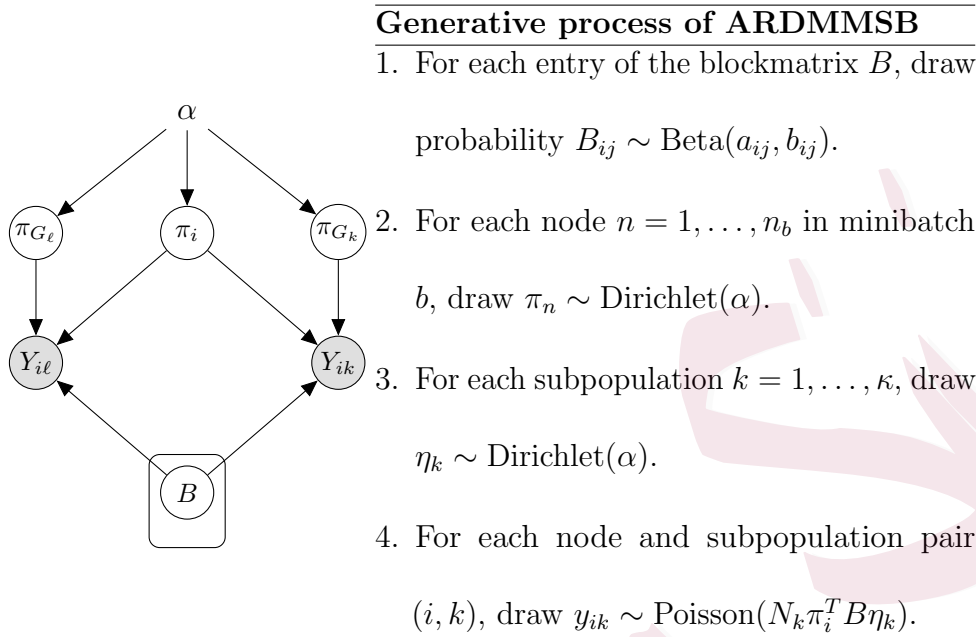 α
π_{G_ℓ}
π_i
π_{G_k}
Y_{iℓ}
Y_{ik}
B
Generative process of ARDMMSB
1. For each entry of the blockmatrix B, draw
probability B_{ij} ∼ Beta(a_{ij}, b_{ij}).
2. For each node n = 1, . . . , n_b in minibatch
b, draw π_n ∼ Dirichlet(α).
3. For each subpopulation k = 1, . . . , κ, draw
η_k ∼ Dirichlet(α).
4. For each node and subpopulation pair
(i, k), draw y_{ik} ∼ Poisson(N_k π_i^T B η_k).